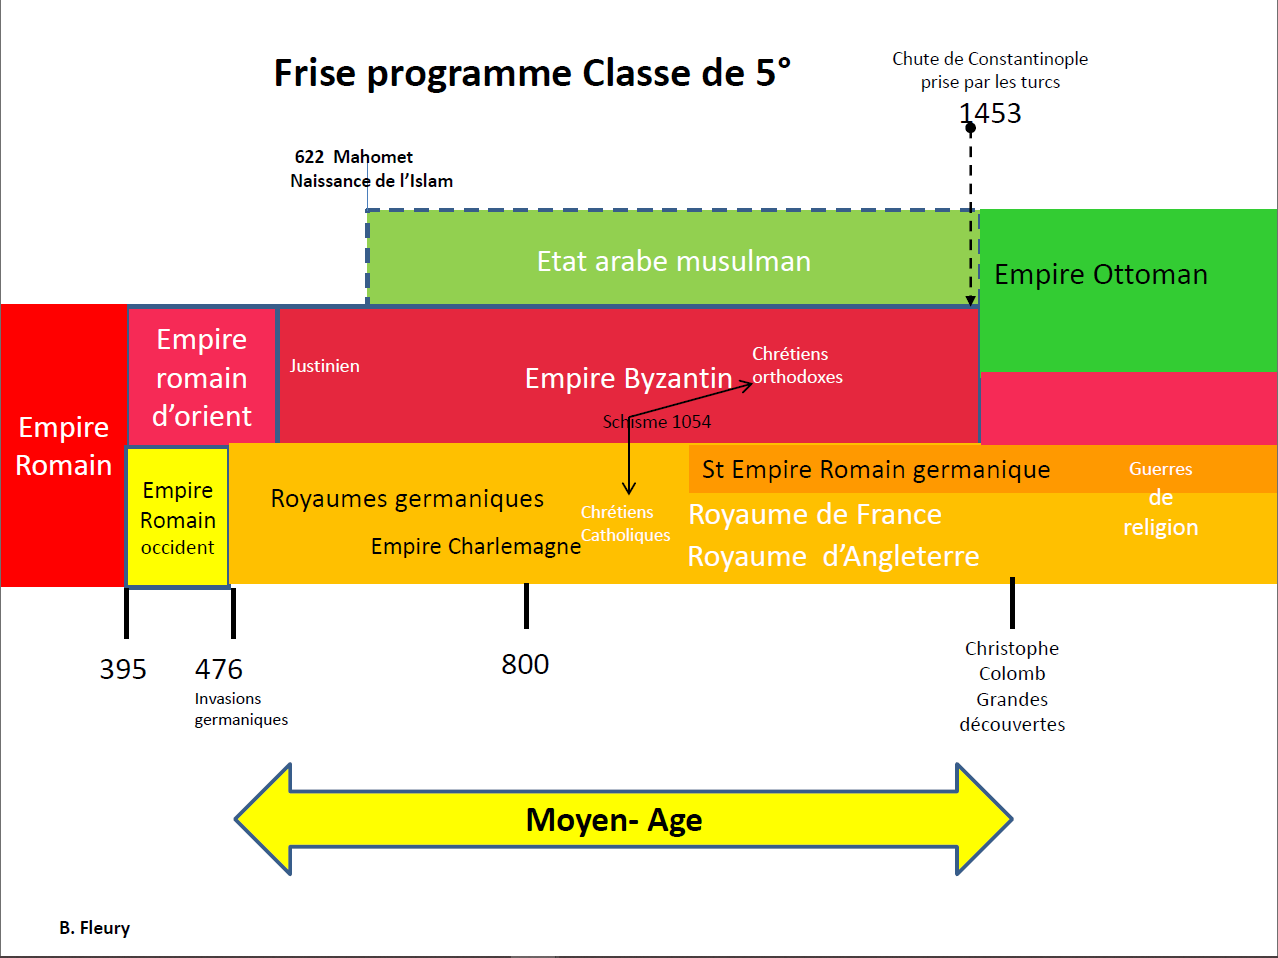 Frise programme Classe de 5°
Chute de Constantinople
prise par les turcs
1453
622  Mahomet
Naissance de l’Islam
Etat arabe musulman
Empire Ottoman
Empire
Romain
Empire
romain
d’orient
Justinien
Empire Byzantin
Chrétiens
orthodoxes
Schisme 1054
Empire
Romain
occident
Royaumes germaniques
Empire Charlemagne
Chrétiens
Catholiques
St Empire Romain germanique
Royaume de France
Royaume  d’Angleterre
Guerres
de
religion
395
476
Invasions
germaniques
800
Christophe
Colomb
Grandes
découvertes
Moyen- Age
B. Fleury